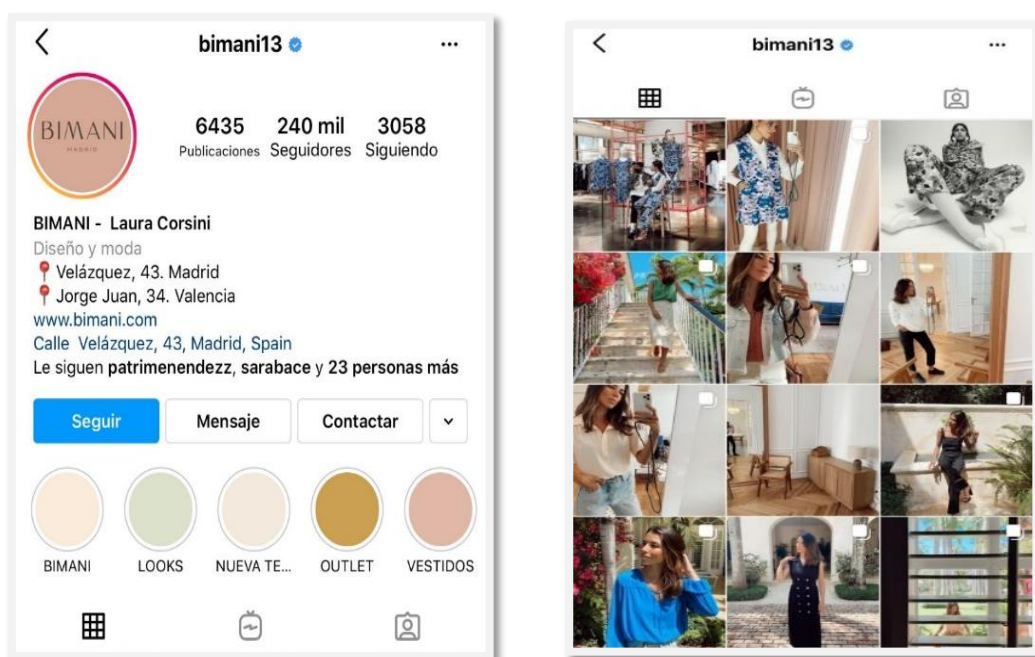 bimani13
...
BIMANI
MADRID
6435 240 mil 3058
Publicaciones Seguidores Siguiendo
BIMANI - Laura Corsini
Diseño y moda
Velázquez, 43. Madrid
Jorge Juan, 34. Valencia
www.bimani.com
Calle Velázquez, 43, Madrid, Spain
Le siguen patrimenendezz, sarabace y 23 personas más
Seguir Mensaje Contactar
BIMANI LOOKS NUEVA TE... OUTLET VESTIDOS
bimani13
...